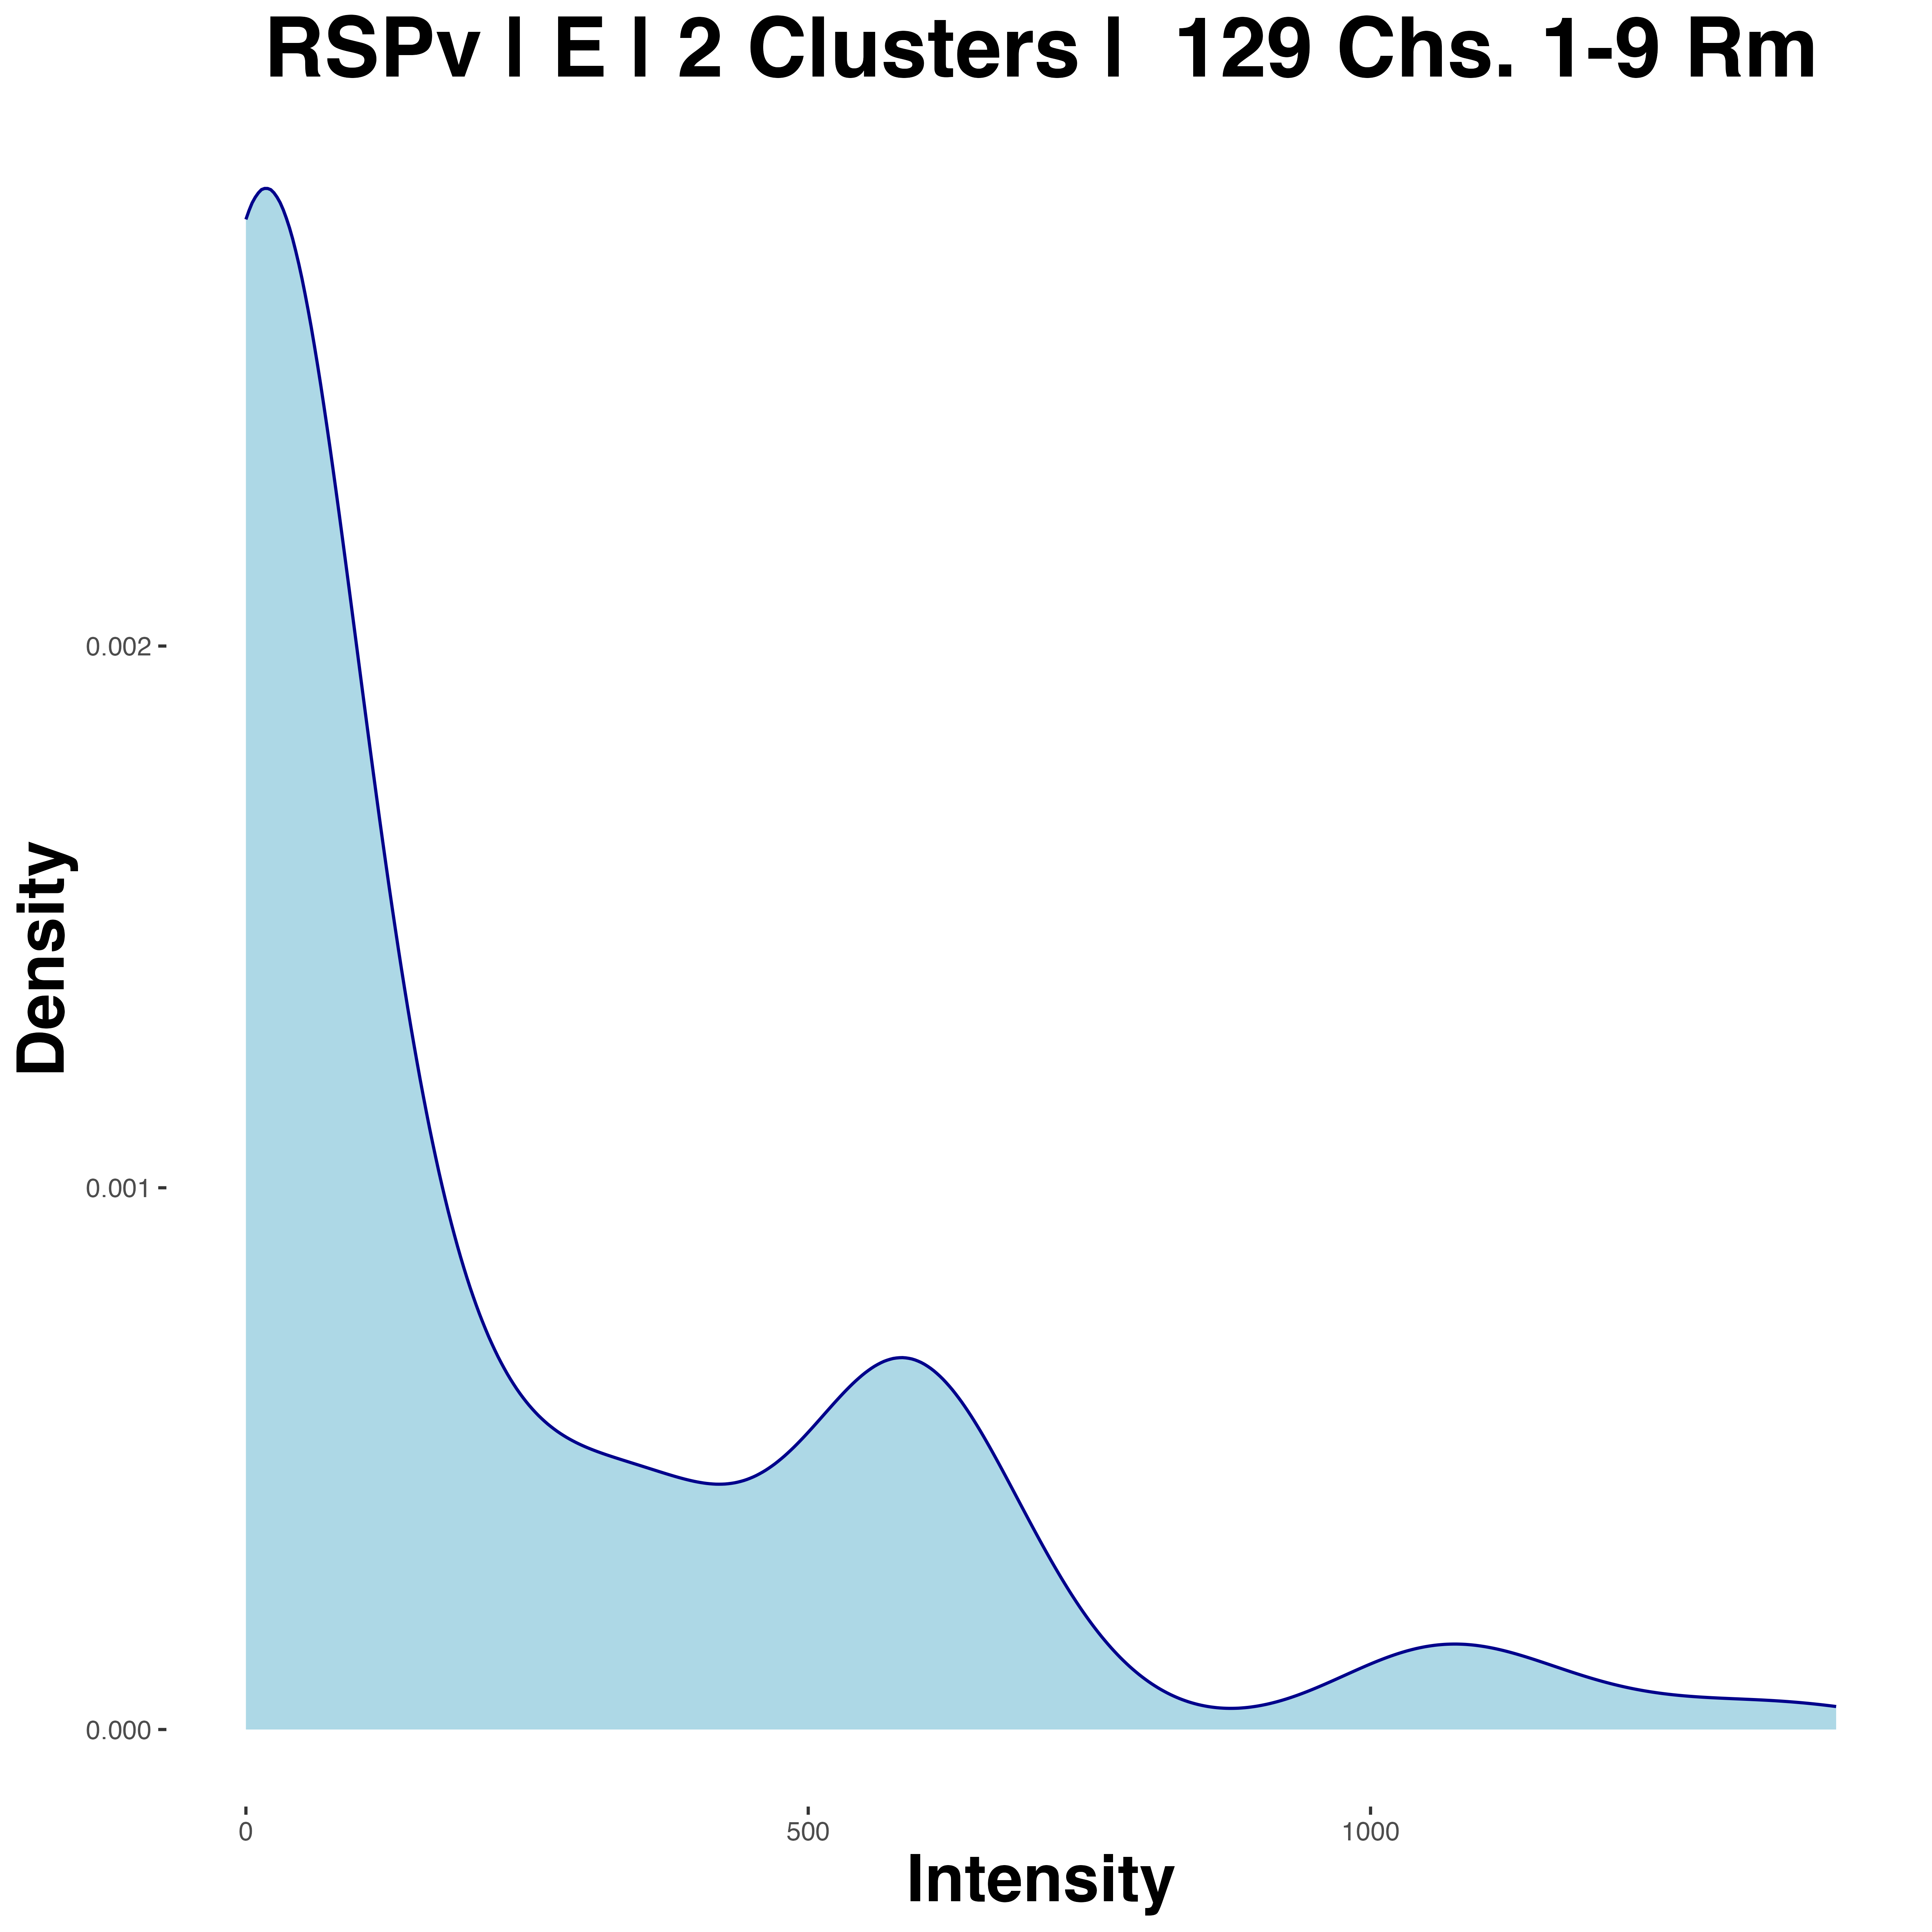 RSPv | E | 2 Clusters |  129 Chs. 1-9 Rm
Density
0.002
0.001
0.000
0
500
1000
Intensity